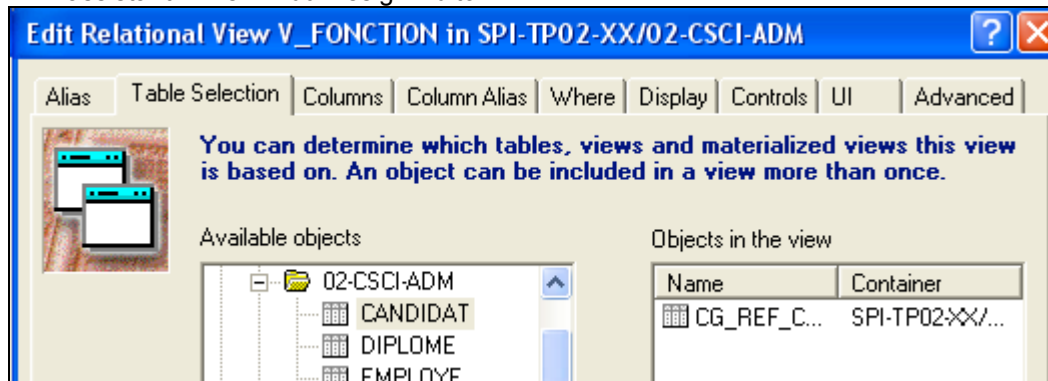 Edit Relational View V_FONCTION in SPI-TP02-XX/02-CSCI-ADM
Alias Table Selection Columns Column Alias Where Display Controls UI Advanced
You can determine which tables, views and materialized views this view
is based on. An object can be included in a view more than once.
Available objects
Objects in the view
02-CSCI-ADM
CANDIDAT
DIPLOME
EMPLOYE
Name Container
CG_REF_C... SPI-TP02-XX/...